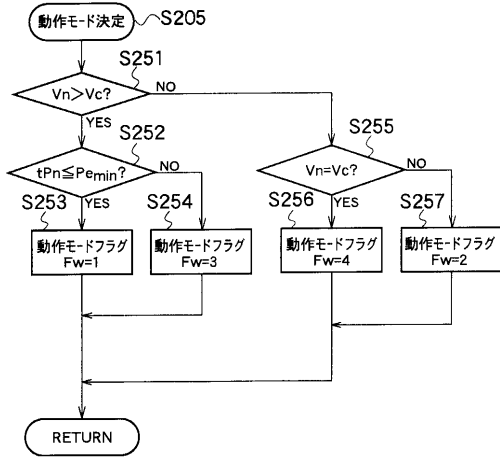 動作モード決定
S205
S251
Vn>Vc?
NO
YES
S252
tPn≦Pemin?
NO
YES
S255
Vn=Vc?
NO
YES
S253
動作モードフラグ
Fw=1
S254
動作モードフラグ
Fw=3
S256
動作モードフラグ
Fw=4
S257
動作モードフラグ
Fw=2
RETURN